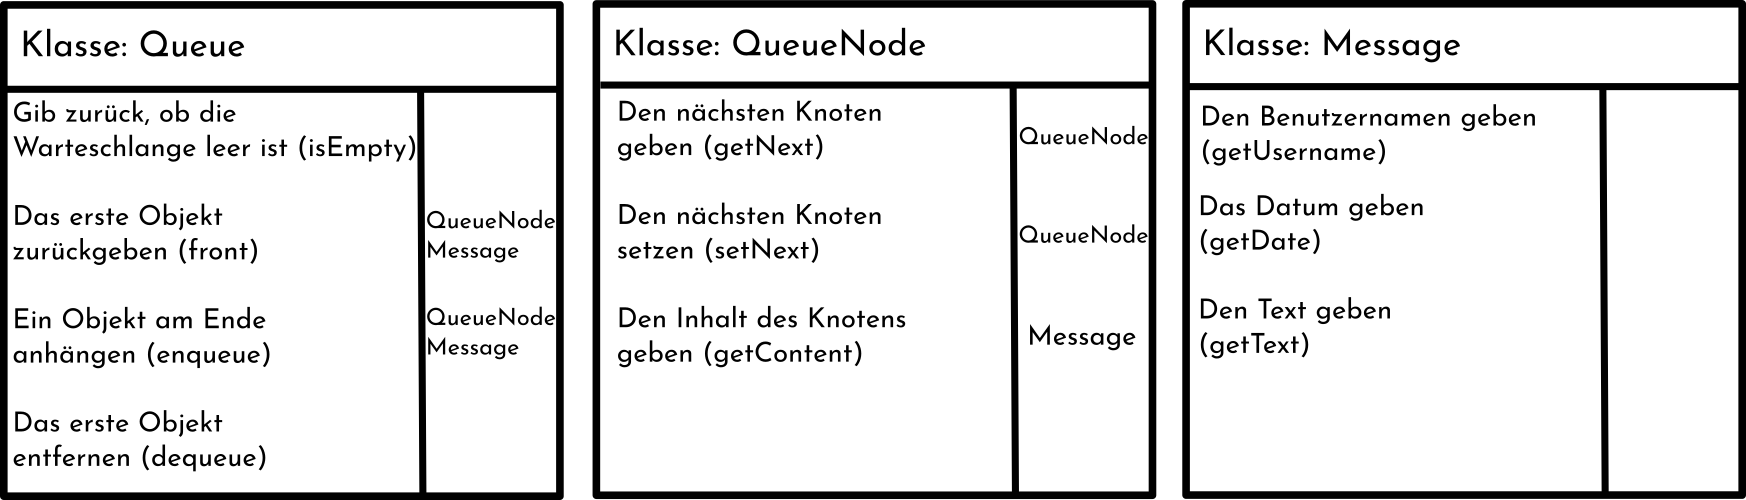 Klasse: Queue
Gib zurück, ob die
Warteschlange leer ist (isEmpty)
Das erste Objekt
zurückgeben (front)
QueueNode
Message
Ein Objekt am Ende
anhängen (enqueue)
QueueNode
Message
Das erste Objekt
entfernen (dequeue)
Klasse: QueueNode
Den nächsten Knoten
geben (getNext)
QueueNode
Den nächsten Knoten
setzen (setNext)
QueueNode
Den Inhalt des Knotens
geben (getContent)
Message
Klasse: Message
Den Benutzernamen geben
(getUsername)
Das Datum geben
(getDate)
Den Text geben
(getText)